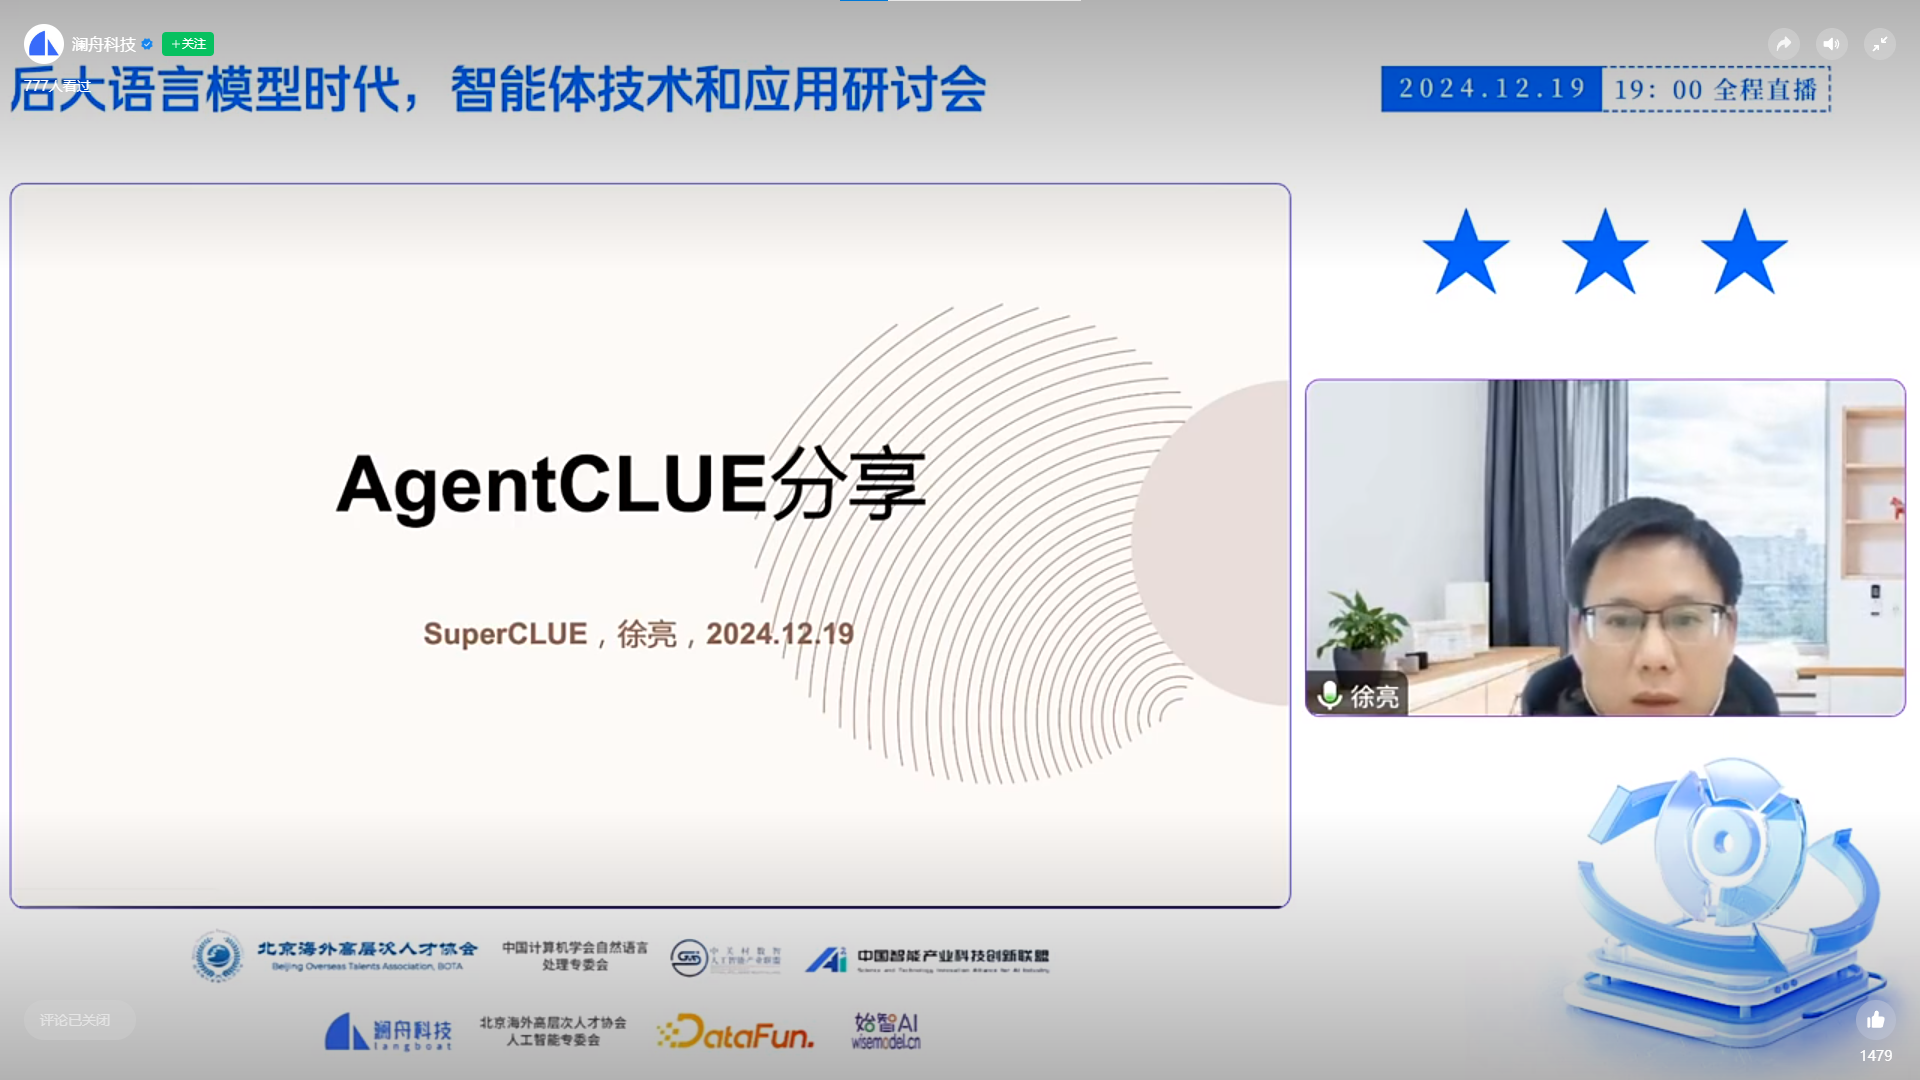 澜舟科技
+关注
777人看过
后大语言模型时代，智能体技术和应用研讨会
2024.12.19
19：00 全程直播
AgentCLUE分享
SuperCLUE，徐亮，2024.12.19
徐亮
北京海外高层次人才协会
Beijing Overseas Talents Association, BOTA
中国计算机学会自然语言
处理专委会
中关村数智
人工智能产业联盟
中国智能产业科技创新联盟
Science and Technology Innovation Alliance for AI Industry
澜舟科技
langboat
北京海外高层次人才协会
人工智能专委会
DataFun.
始智AI
wisemodel.cn
评论已关闭
1479